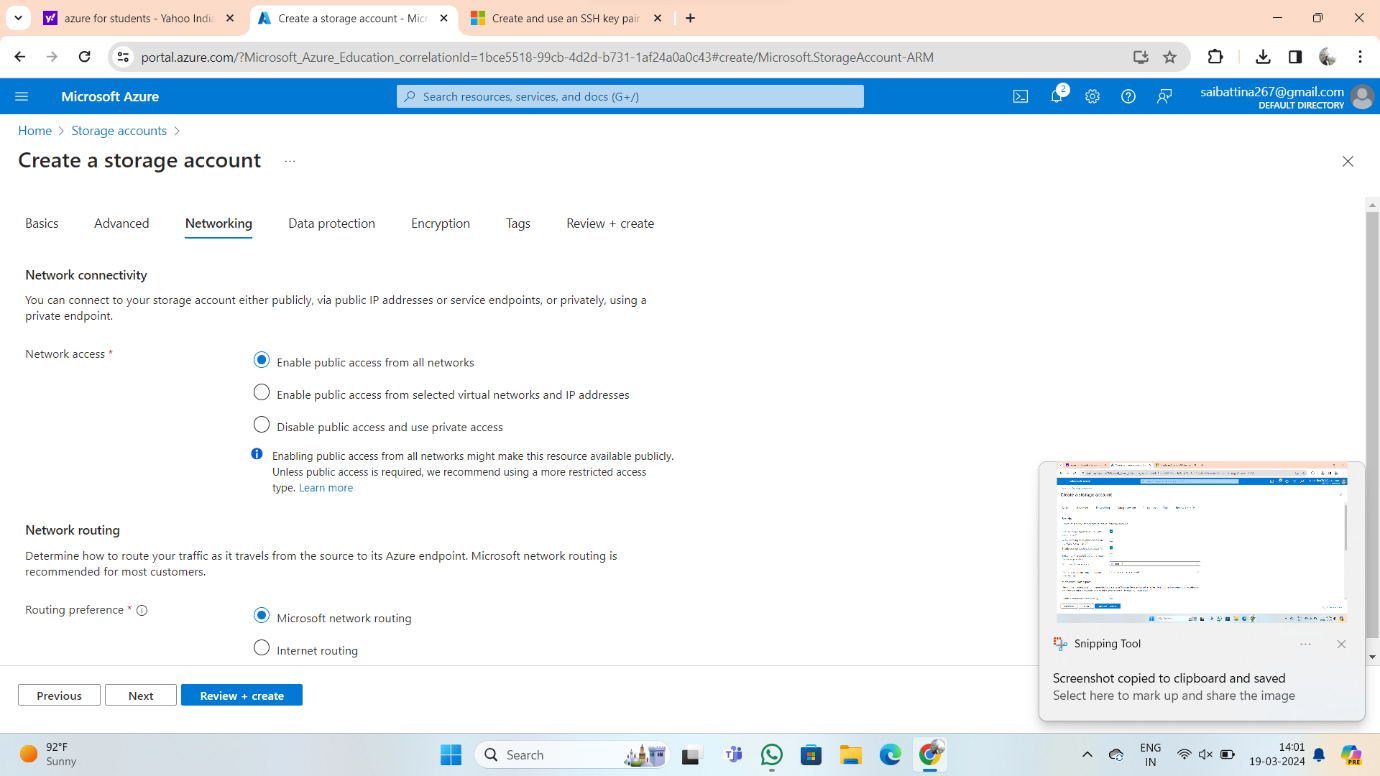 azure for students - Yahoo India
Create a storage account - Micr
Create and use an SSH key pair
portal.azure.com/?Microsoft_Azure_Education_correlationId=1bce5518-99cb-4d2d-b731-1af24a0a0c43#create/Microsoft.StorageAccount-ARM
Microsoft Azure
Search resources, services, and docs (G+/)
2
saibattina267@gmail.com
DEFAULT DIRECTORY
Home > Storage accounts >
Create a storage account ...
Basics Advanced Networking Data protection Encryption Tags Review + create
Network connectivity
You can connect to your storage account either publicly, via public IP addresses or service endpoints, or privately, using a
private endpoint.
Network access *
Enable public access from all networks
Enable public access from selected virtual networks and IP addresses
Disable public access and use private access
Enabling public access from all networks might make this resource available publicly.
Unless public access is required, we recommend using a more restricted access
type. Learn more
Network routing
Determine how to route your traffic as it travels from the source to its Azure endpoint. Microsoft network routing is
recommended for most customers.
Routing preference *
Microsoft network routing
Internet routing
Previous
Next
Review + create
Create a storage account
Snipping Tool
Screenshot copied to clipboard and saved
Select here to mark up and share the image
92°F
Sunny
Search
ENG
IN
14:01
19-03-2024
PRE